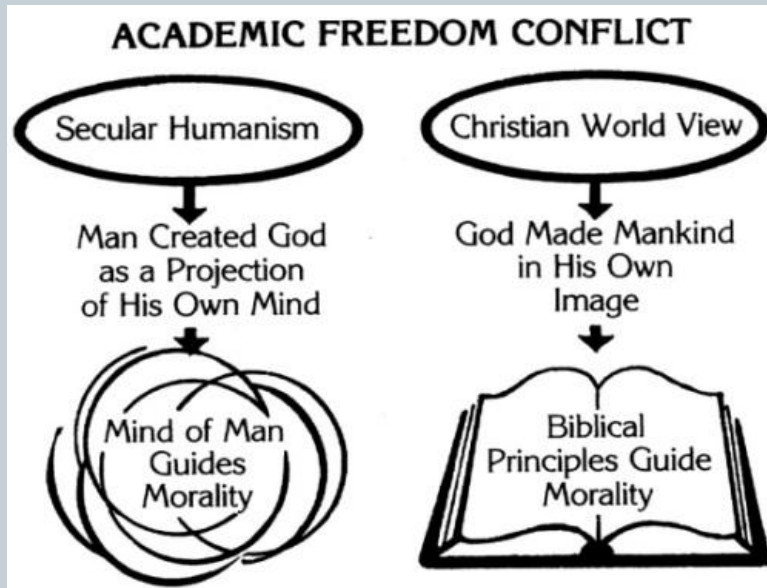 ACADEMIC FREEDOM CONFLICT
Secular Humanism
Man Created God
as a Projection
of His Own Mind
Mind of Man
Guides
Morality
Christian World View
God Made Mankind
in His Own
Image
Biblical
Principles Guide
Morality